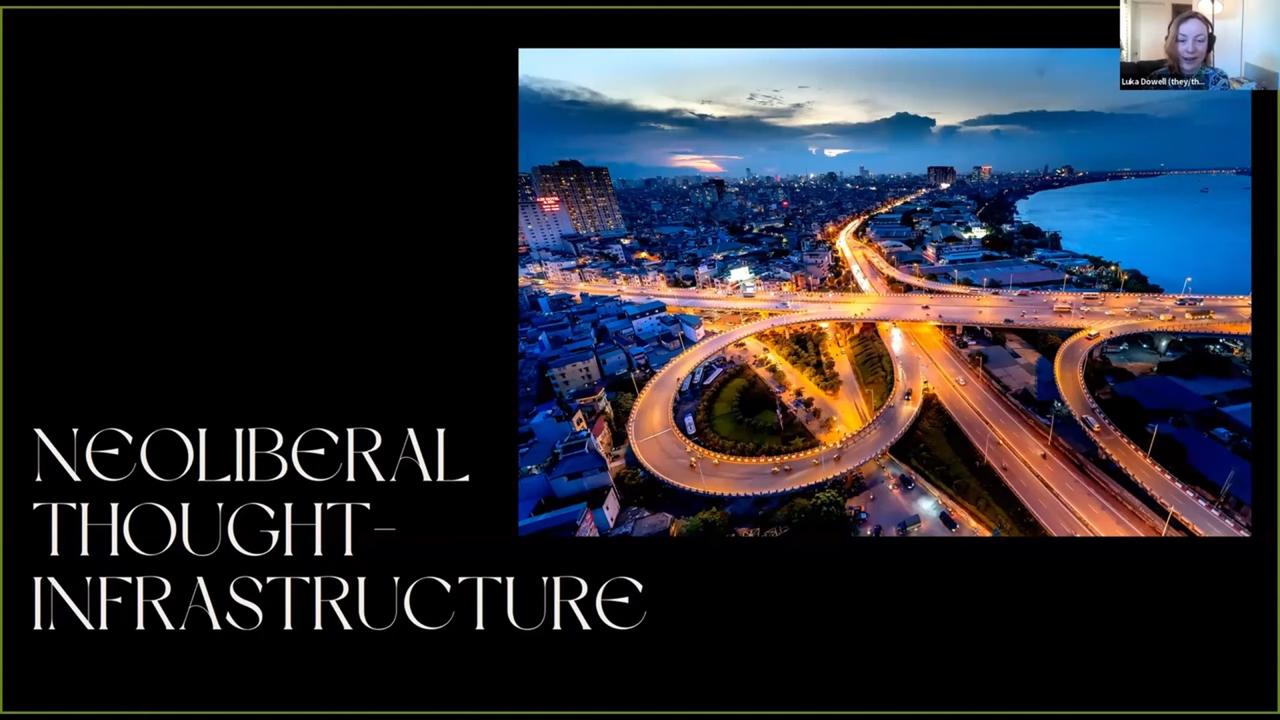 Luka Dowell (they/th...
NEOLIBERAL
THOUGHT-
INFRASTRUCTURE